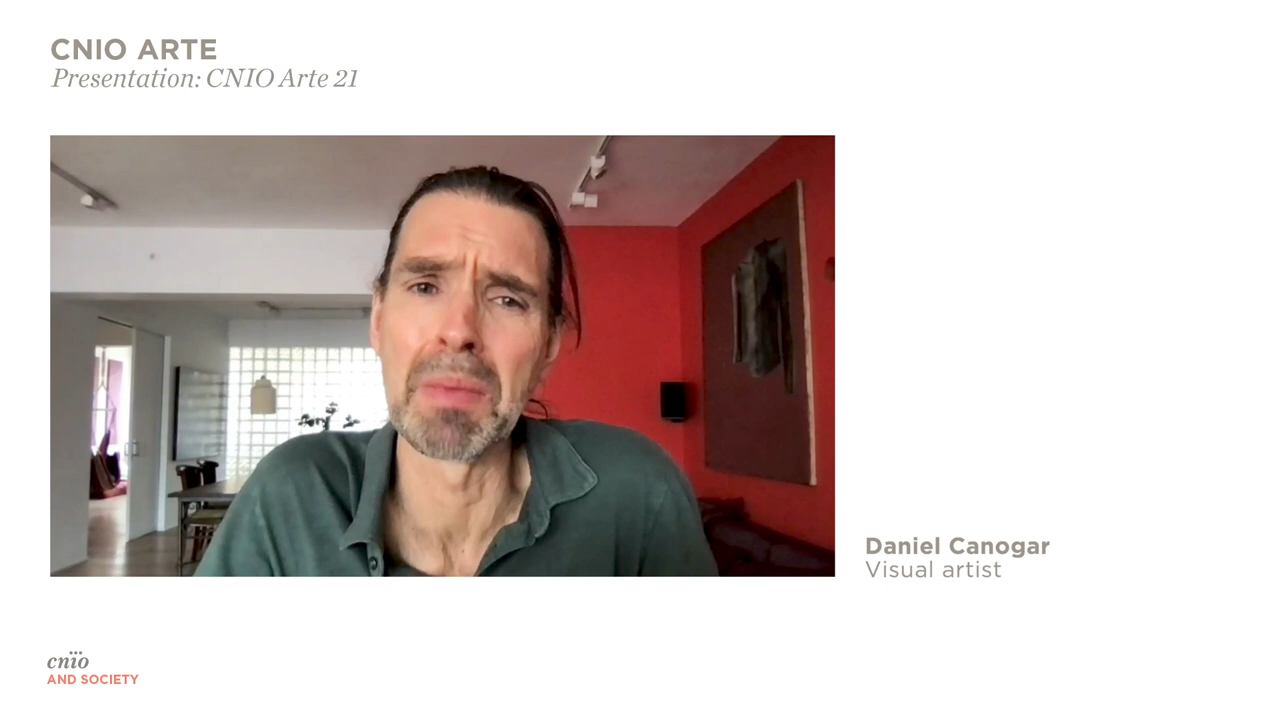 CNIO ARTE
Presentation: CNIO Arte 21
Daniel Canogar
Visual artist
cnio
AND SOCIETY